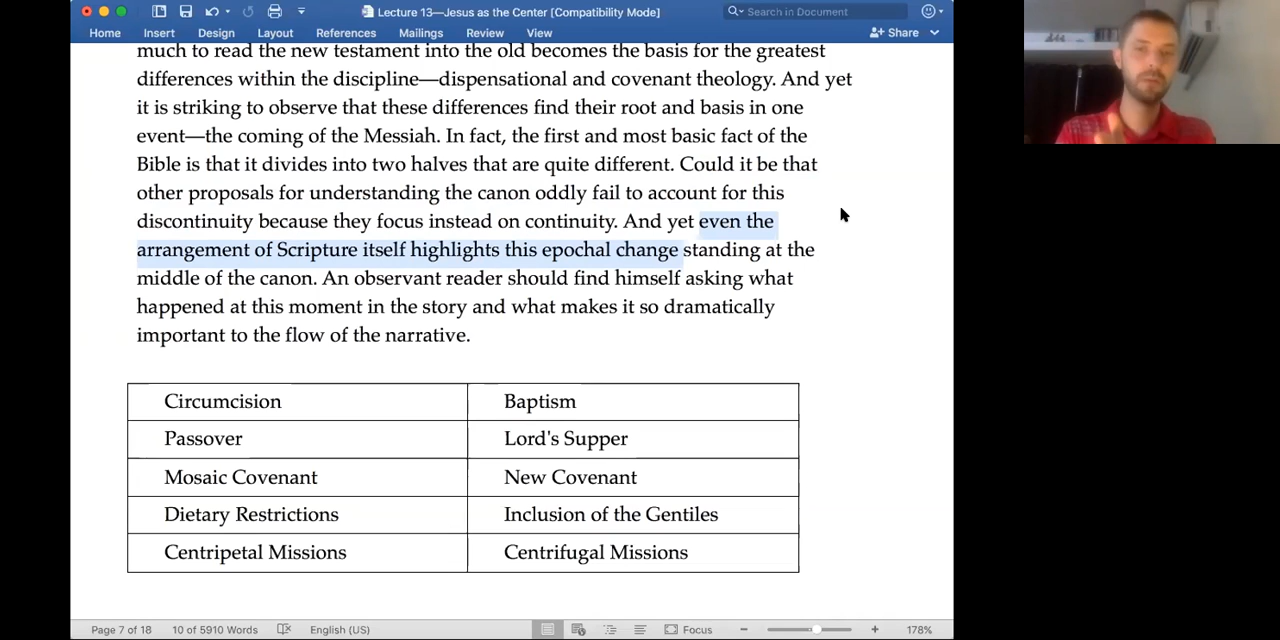 Lecture 13—Jesus as the Center [Compatibility Mode]
Search in Document
Home Insert Design Layout References Mailings Review View Share
much to read the new testament into the old becomes the basis for the greatest
differences within the discipline—dispensational and covenant theology. And yet
it is striking to observe that these differences find their root and basis in one
event—the coming of the Messiah. In fact, the first and most basic fact of the
Bible is that it divides into two halves that are quite different. Could it be that
other proposals for understanding the canon oddly fail to account for this
discontinuity because they focus instead on continuity. And yet even the
arrangement of Scripture itself highlights this epochal change standing at the
middle of the canon. An observant reader should find himself asking what
happened at this moment in the story and what makes it so dramatically
important to the flow of the narrative.
Circumcision Baptism
Passover Lord's Supper
Mosaic Covenant New Covenant
Dietary Restrictions Inclusion of the Gentiles
Centripetal Missions Centrifugal Missions
Page 7 of 18 10 of 5910 Words English (US) Focus 178%